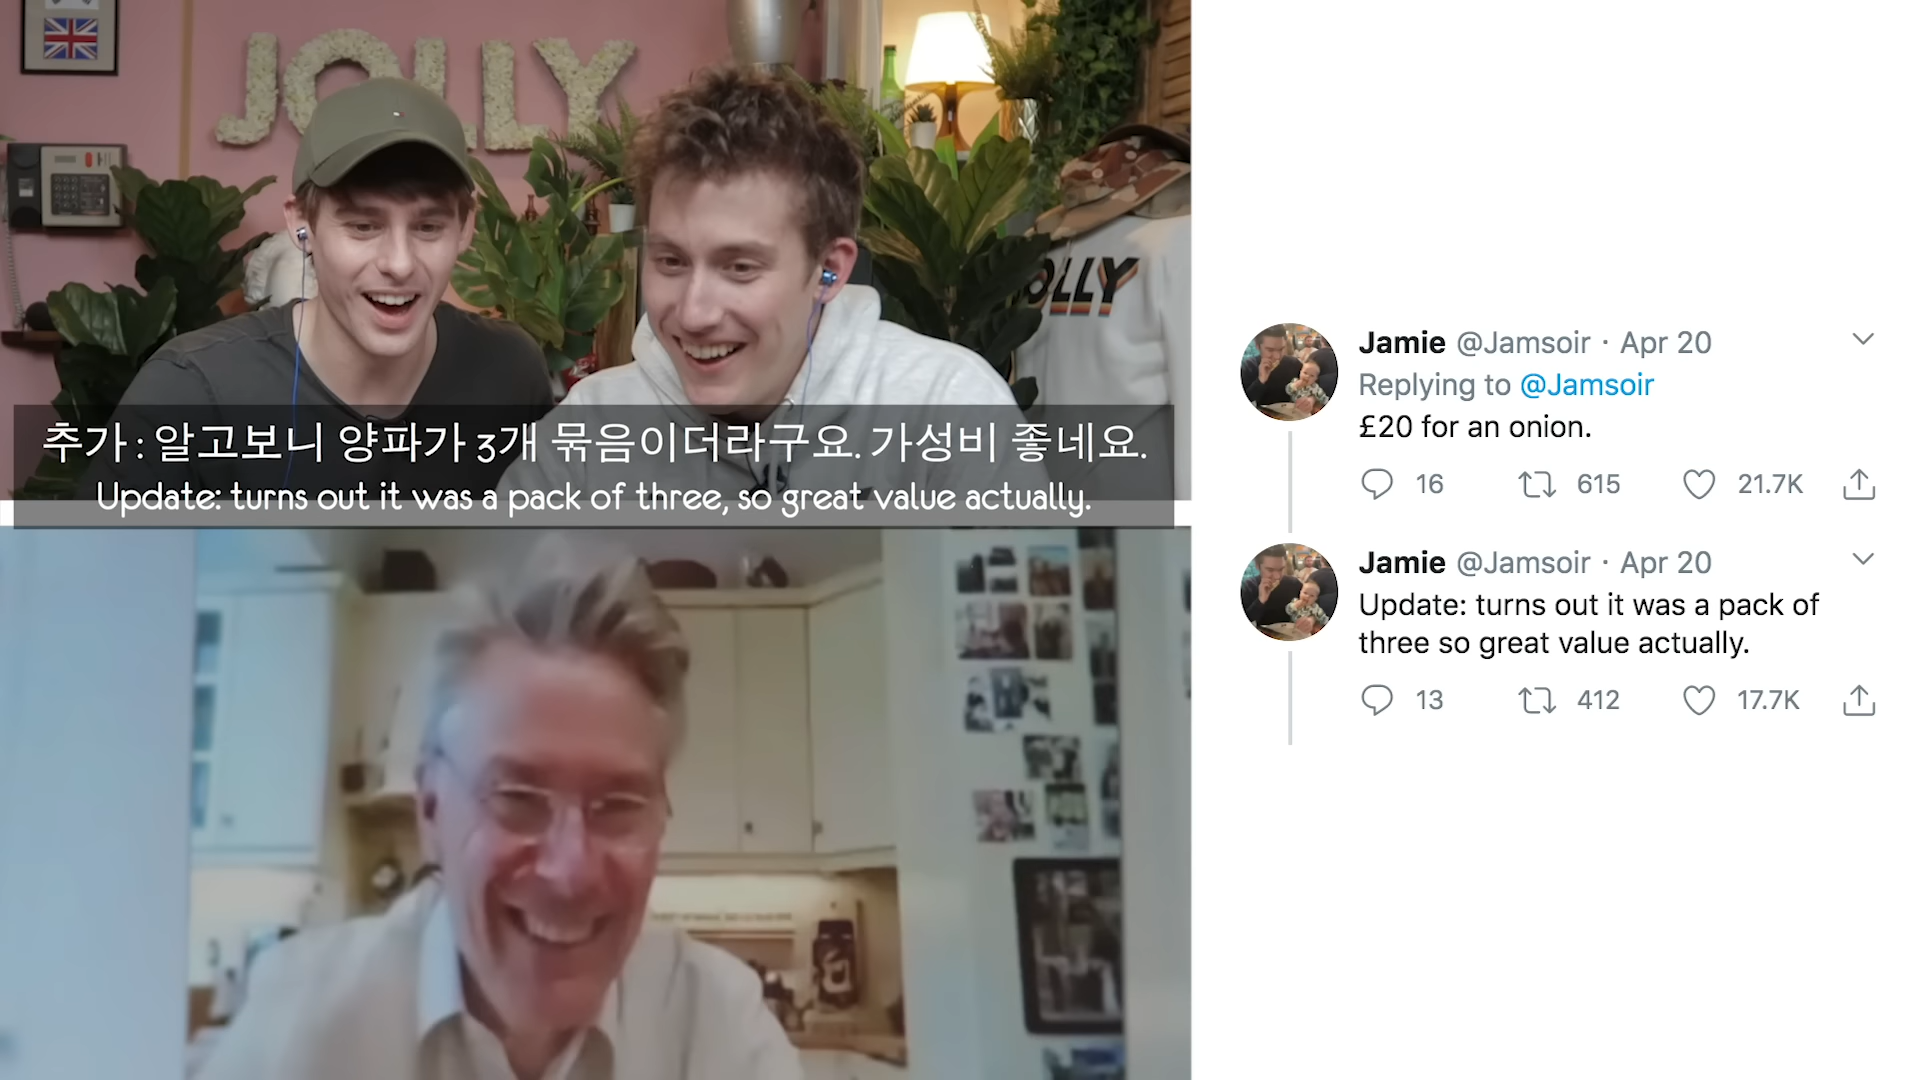 JOLLY
JOLLY
추가 : 알고보니 양파가 3개 묶음이더라구요. 가성비 좋네요.
Update: turns out it was a pack of three, so great value actually.
Jamie @Jamsoir · Apr 20
Replying to @Jamsoir
£20 for an onion.
16 615 21.7K
Jamie @Jamsoir · Apr 20
Update: turns out it was a pack of
three so great value actually.
13 412 17.7K